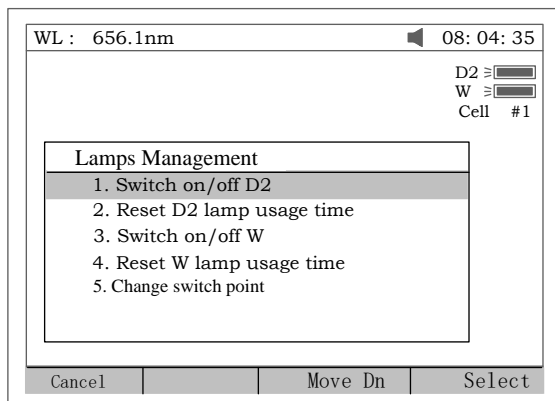 WL : 656.1nm 08: 04: 35
D2
W
Cell #1
Lamps Management
1. Switch on/off D2
2. Reset D2 lamp usage time
3. Switch on/off W
4. Reset W lamp usage time
5. Change switch point
Cancel Move Dn Select